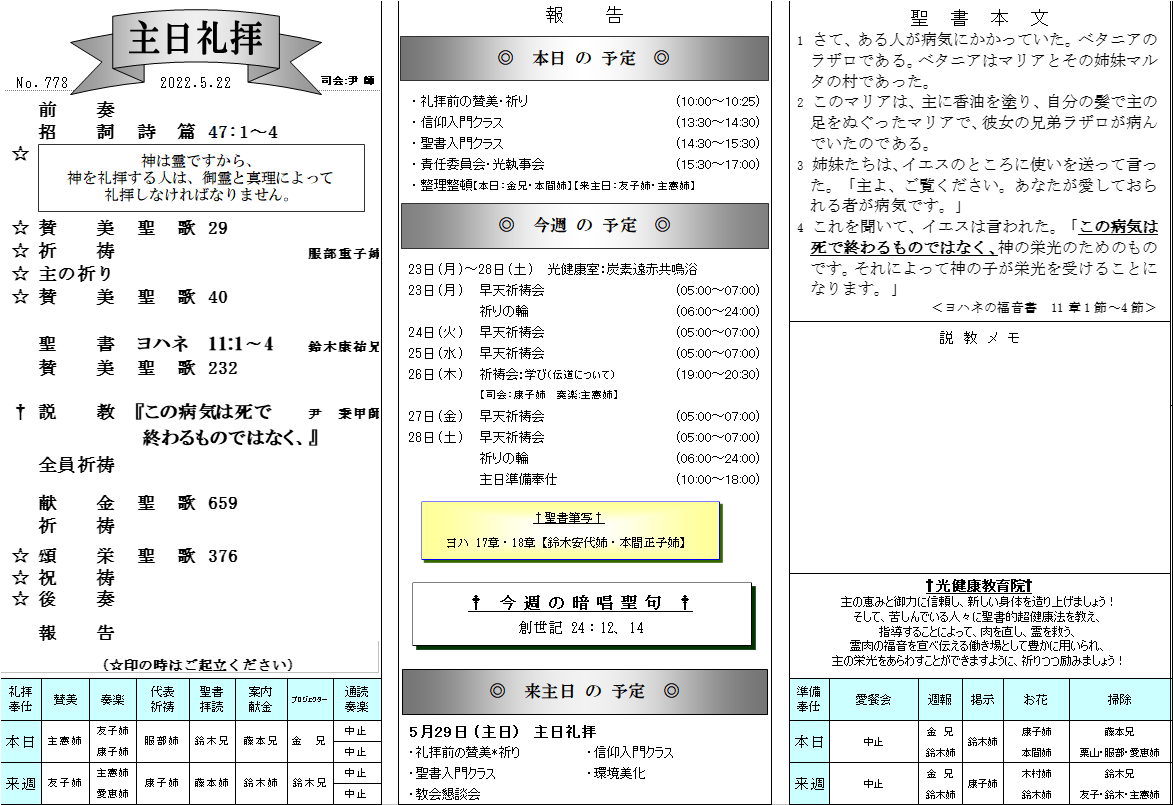 主日礼拝
No. 778
2022.5.22
司会:尹 師
前 奏
招 詞 詩 篇 47:1～4
☆
神は霊ですから、
神を礼拝する人は、御霊と真理によって
礼拝しなければなりません。
☆ 賛 美 聖 歌 29
☆ 祈 祷 服部重子姉
☆ 主の祈り
☆ 賛 美 聖 歌 40
聖 書 ヨハネ 11:1～4 鈴木康祐兄
賛 美 聖 歌 232
† 説 教 『この病気は死で 尹 秉甲師
終わるものではなく、』
全員祈祷
献 金 聖 歌 659
祈 祷
☆ 頌 栄 聖 歌 376
☆ 祝 祷
☆ 後 奏
報 告
(☆印の時はご起立ください)
礼拝奉仕 賛美 奏楽 代表祈祷 聖書拝読 案内献金 プロジェクター 通読奏楽
本日 主憲姉 友子姉 康子姉 服部姉 鈴木兄 藤本兄 金 兄 中止 中止
来週 友子姉 主憲姉 愛恵姉 康子姉 藤本姉 鈴木姉 鈴木兄 中止 中止
報 告
◎ 本日 の 予定 ◎
・礼拝前の賛美・祈り (10:00～10:25)
・信仰入門クラス (13:30～14:30)
・聖書入門クラス (14:30～15:30)
・責任委員会・光執事会 (15:30～17:00)
・整理整頓【本日：金兄・本間姉】【来主日：友子姉・主憲姉】
◎ 今週 の 予定 ◎
23日(月)～28日(土) 光健康室：炭素遠赤共鳴浴
23日(月) 早天祈祷会 (05:00～07:00)
祈りの輪 (06:00～24:00)
24日(火) 早天祈祷会 (05:00～07:00)
25日(水) 早天祈祷会 (05:00～07:00)
26日(木) 祈祷会：学び(伝道について) (19:00～20:30)
【司会：康子姉 奏楽:主憲姉】
27日(金) 早天祈祷会 (05:00～07:00)
28日(土) 早天祈祷会 (05:00～07:00)
祈りの輪 (06:00～24:00)
主日準備奉仕 (10:00～18:00)
†聖書筆写†
ヨハ 17章・18章【鈴木安代姉・本間正子姉】
† 今 週 の 暗 唱 聖 句 †
創世記 24：12、14
◎ 来主日 の 予定 ◎
5月29日(主日) 主日礼拝
・礼拝前の賛美*祈り ・信仰入門クラス
・聖書入門クラス ・環境美化
・教会懇談会
聖 書 本 文
1 さて、ある人が病気にかかっていた。ベタニアの
ラザロである。ベタニアはマリアとその姉妹マル
タの村であった。
2 このマリアは、主に香油を塗り、自分の髪で主の
足をぬぐったマリアで、彼女の兄弟ラザロが病ん
でいたのである。
3 姉妹たちは、イエスのところに使いを送って言っ
た。「主よ、ご覧ください。あなたが愛しておら
れる者が病気です。」
4 これを聞いて、イエスは言われた。「この病気は
死で終わるものではなく、神の栄光のためのもの
です。それによって神の子が栄光を受けることに
なります。」
＜ヨハネの福音書 11章1節～4節＞
説 教 メ モ
†光健康教育院†
主の恵みと御力に信頼し、新しい身体を造り上げましょう！
そして、苦しんでいる人々に聖書的超健康法を教え、
指導することによって、肉を直し、霊を救う、
霊肉の福音を宣べ伝える働き場として豊かに用いられ、
主の栄光をあらわすことができますように、祈りつつ励みましょう！
準備奉仕 愛餐会 週報 掲示 お花 掃除
本日 中止 金 兄 鈴木姉 鈴木姉 康子姉 本間姉 藤本兄 栗山・服部・愛恵姉
来週 中止 金 兄 鈴木姉 康子姉 木村姉 鈴木姉 鈴木兄 友子・鈴木・主憲姉